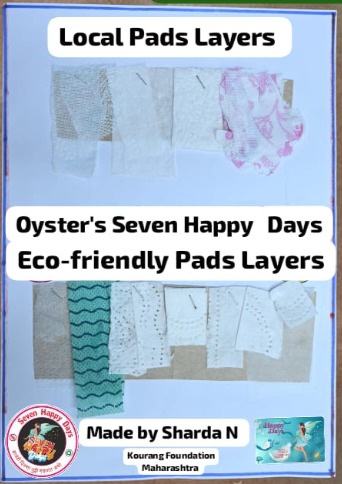 Local Pads Layers
Oyster's Seven Happy Days
Eco-friendly Pads Layers
Seven Happy Days
Made by Sharda N
Kourang Foundation
Maharashtra
Happy
Days